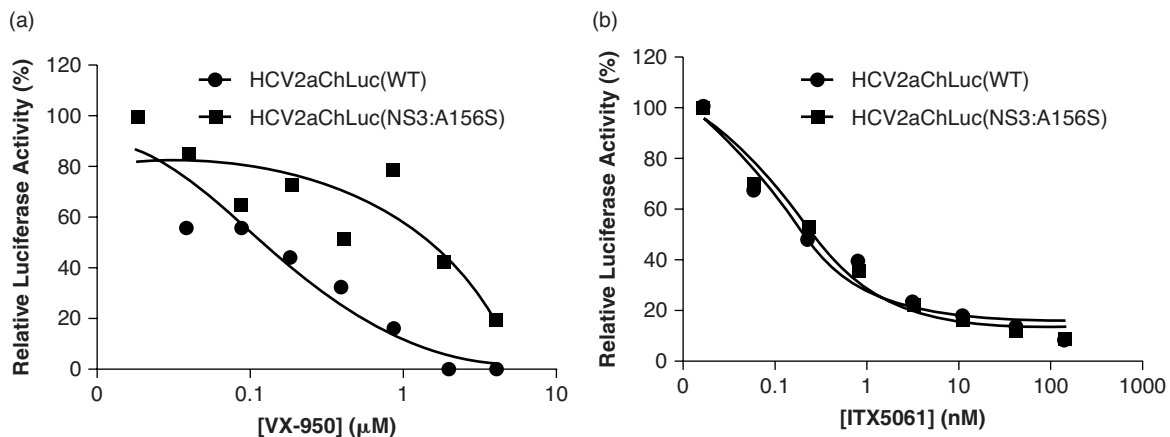 (a)
120
100
80
60
40
20
0
Relative Luciferase Activity (%)
HCV2aChLuc(WT)
HCV2aChLuc(NS3:A156S)
0
0.1
1
10
[VX-950] (μM)
(b)
120
100
80
60
40
20
0
Relative Luciferase Activity (%)
HCV2aChLuc(WT)
HCV2aChLuc(NS3:A156S)
0
0.1
1
10
100
1000
[ITX5061] (nM)